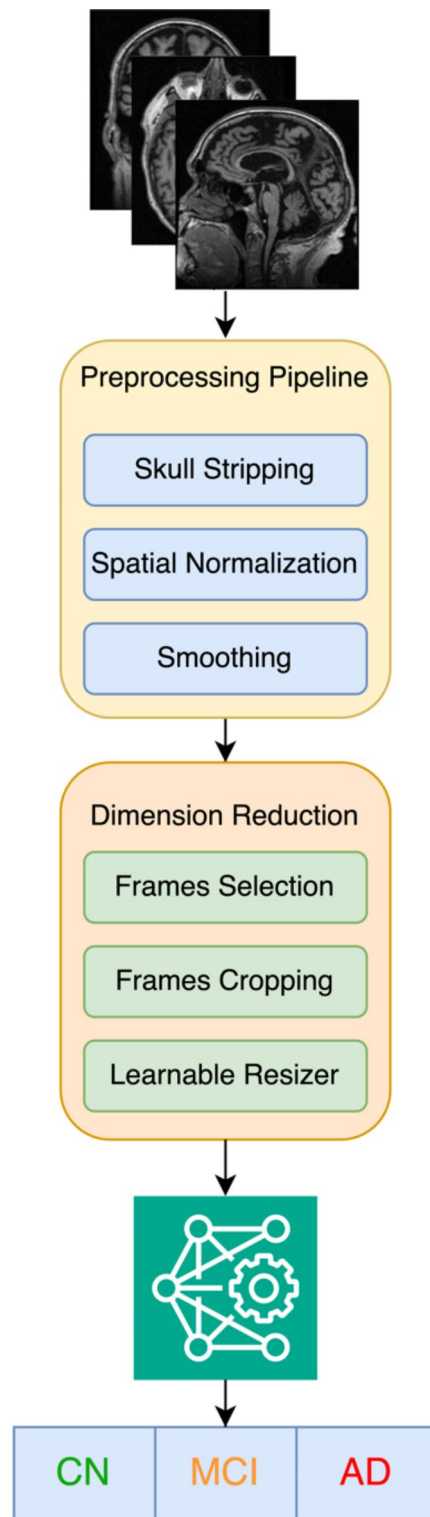 Preprocessing Pipeline
Skull Stripping
Spatial Normalization
Smoothing
Dimension Reduction
Frames Selection
Frames Cropping
Learnable Resizer
CN MCI AD